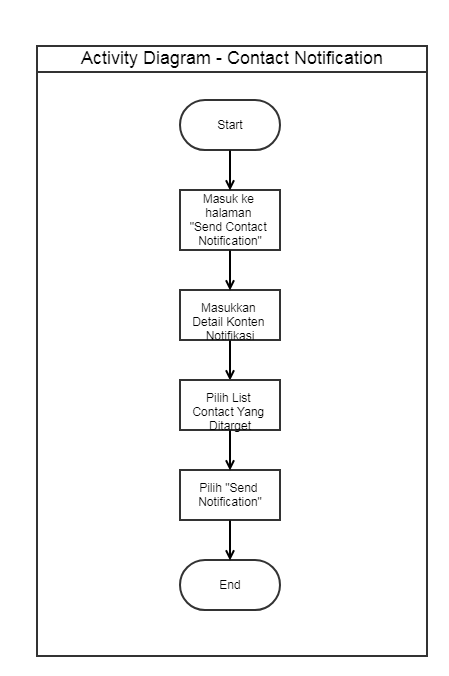 Activity Diagram - Contact Notification
Start
Masuk ke
halaman
"Send Contact
Notification"
Masukkan
Detail Konten
Notifikasi
Pilih List
Contact Yang
Ditarget
Pilih "Send
Notification"
End